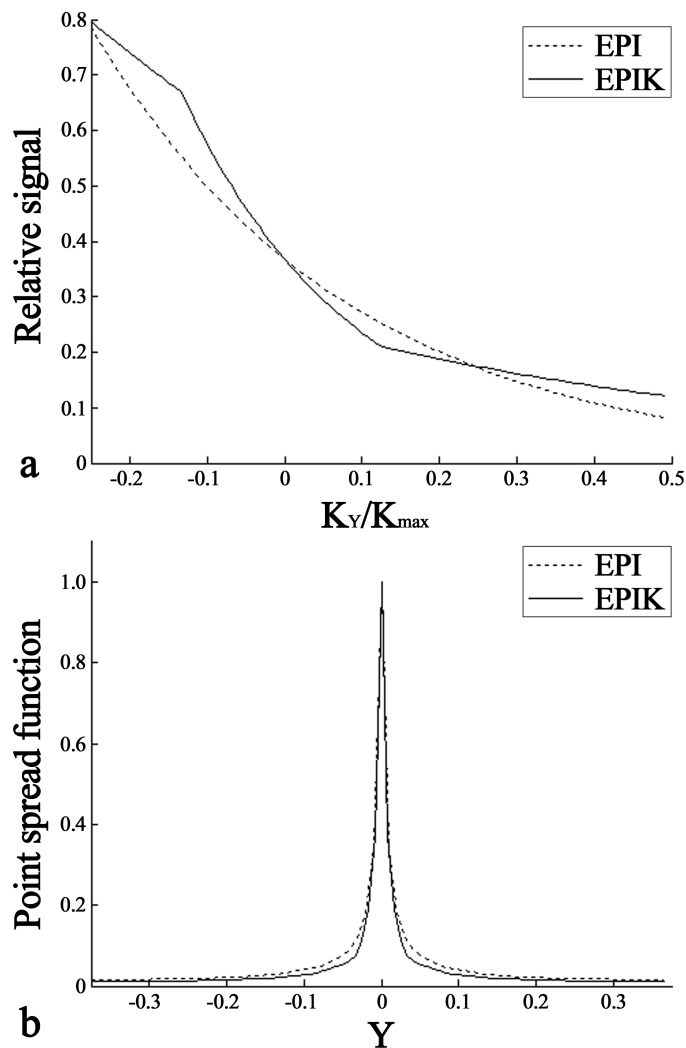 0.8
0.7
0.6
0.5
0.4
0.3
0.2
0.1
0
Relative signal
EPI
EPIK
-0.2 -0.1 0 0.1 0.2 0.3 0.4 0.5
a
KY/Kmax
1.0
0.8
0.6
0.4
0.2
0
Point spread function
EPI
EPIK
-0.3 -0.2 -0.1 0 0.1 0.2 0.3
b
Y